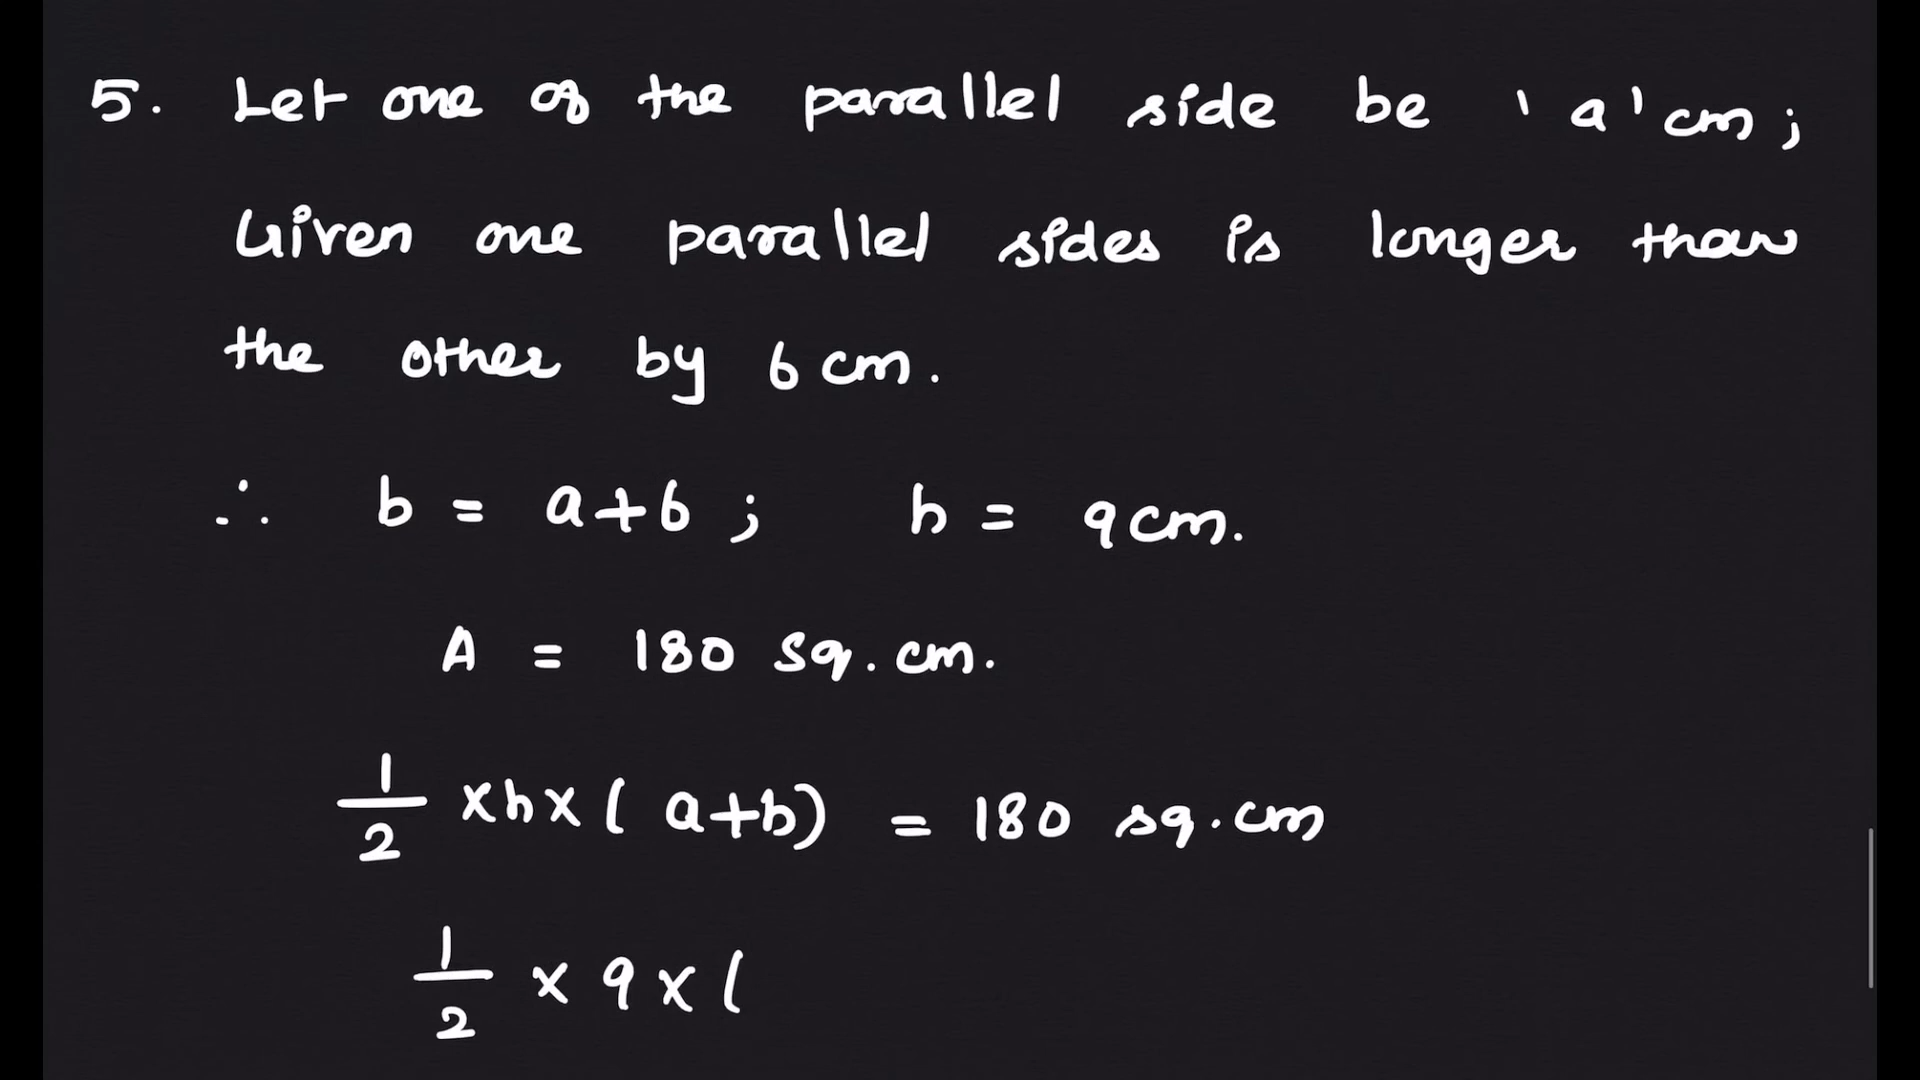 5. Let one of the parallel side be 'a' cm;
Given one parallel sides is longer than
the other by 6 cm.
∴ b = a+6 ; h = 9 cm.
A = 180 sq. cm.
1/2 × h × ( a+b) = 180 sq. cm
1/2 × 9 × (